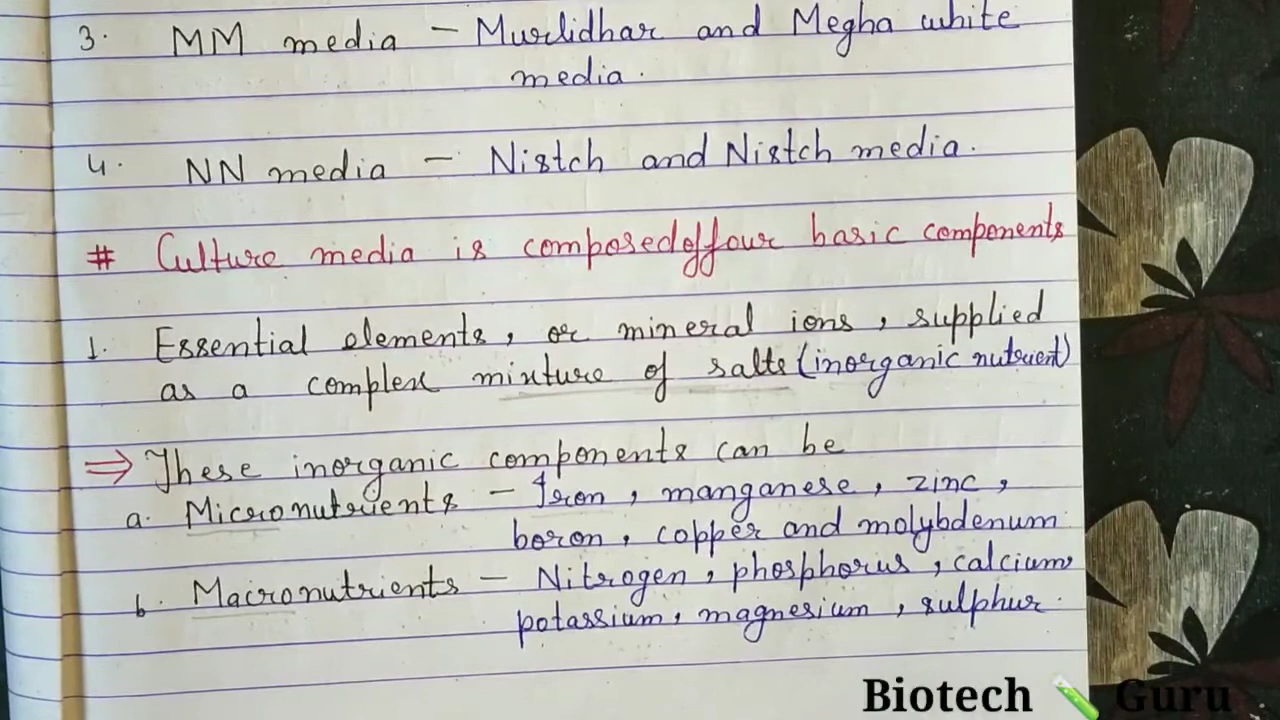 3. MM media - Murlidhar and Megha white
media.
4. NN media - Nistch and Nistch media.
# Culture media is composed of four basic components
1. Essential elements, or mineral ions, supplied
as a complex mixture of salts (inorganic nutrient)
⇒ These inorganic components can be
a. Micronutrients - Iron, manganese, zinc,
boron, copper and molybdenum
b. Macronutrients - Nitrogen, phosphorus, calcium,
potassium, magnesium, sulphur.
Biotech Guru